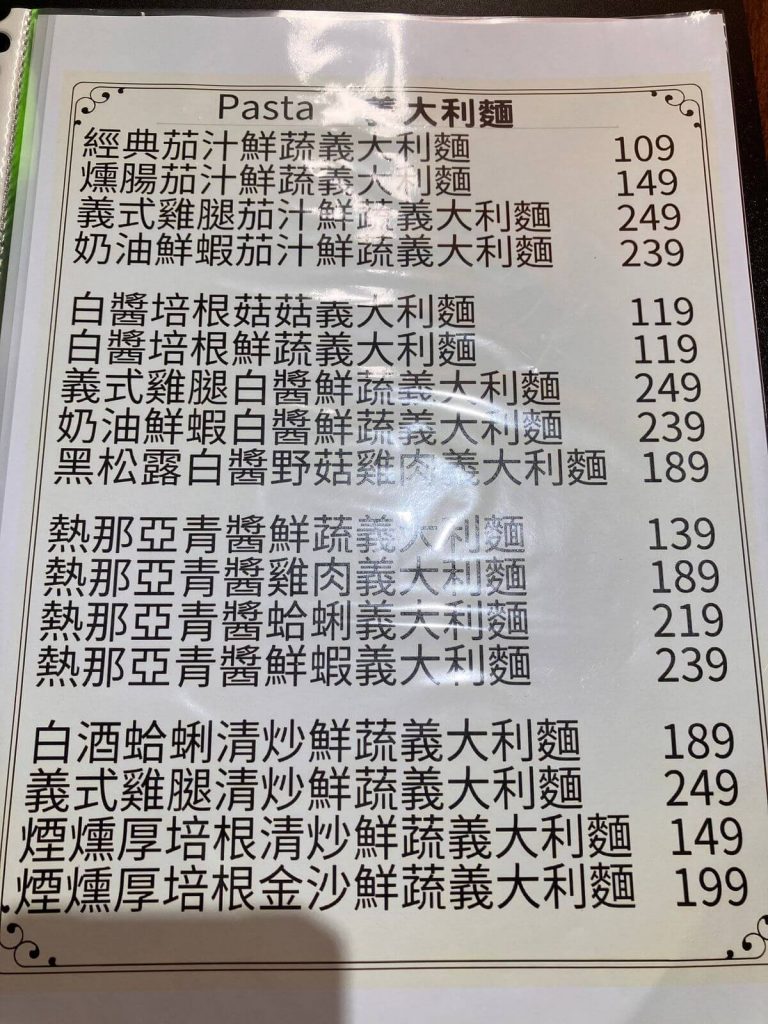 Pasta 義大利麵
經典茄汁鮮蔬義大利麵 109
燻腸茄汁鮮蔬義大利麵 149
義式雞腿茄汁鮮蔬義大利麵 249
奶油鮮蝦茄汁鮮蔬義大利麵 239
白醬培根菇菇義大利麵 119
白醬培根鮮蔬義大利麵 119
義式雞腿白醬鮮蔬義大利麵 249
奶油鮮蝦白醬鮮蔬義大利麵 239
黑松露白醬野菇雞肉義大利麵 189
熱那亞青醬鮮蔬義大利麵 139
熱那亞青醬雞肉義大利麵 189
熱那亞青醬蛤蜊義大利麵 219
熱那亞青醬鮮蝦義大利麵 239
白酒蛤蜊清炒鮮蔬義大利麵 189
義式雞腿清炒鮮蔬義大利麵 249
煙燻厚培根清炒鮮蔬義大利麵 149
煙燻厚培根金沙鮮蔬義大利麵 199